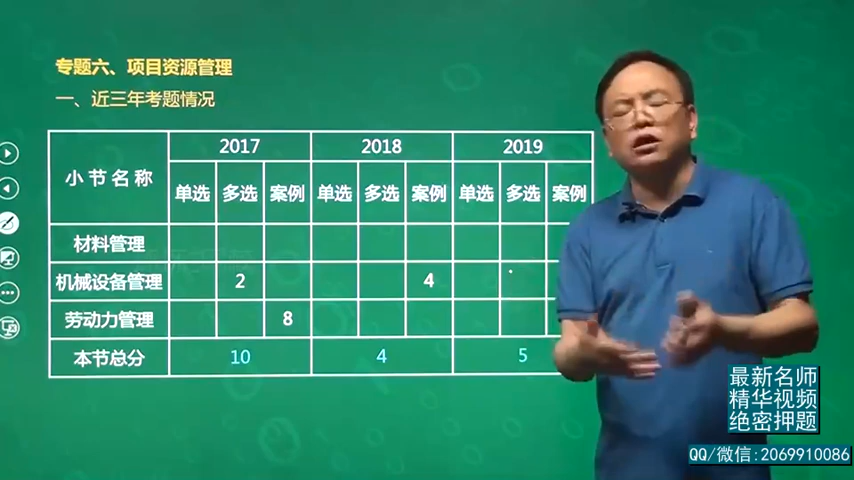 专题六、项目资源管理
一、近三年考题情况
小节名称 2017 2018 2019
单选 多选 案例 单选 多选 案例 单选 多选 案例
材料管理
机械设备管理 2 4
劳动力管理 8
本节总分 10 4 5
最新名师
精华视频
绝密押题
QQ/微信:2069910086